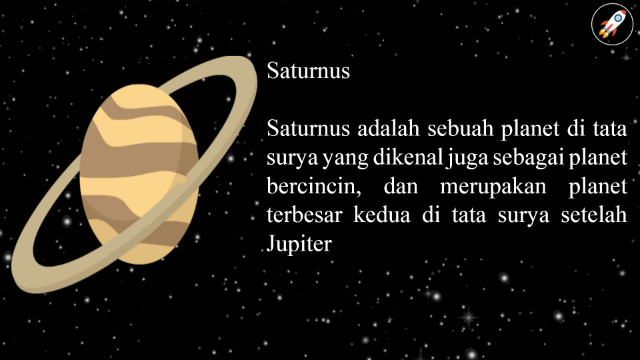 Saturnus
Saturnus adalah sebuah planet di tata
surya yang dikenal juga sebagai planet
bercincin, dan merupakan planet
terbesar kedua di tata surya setelah
Jupiter